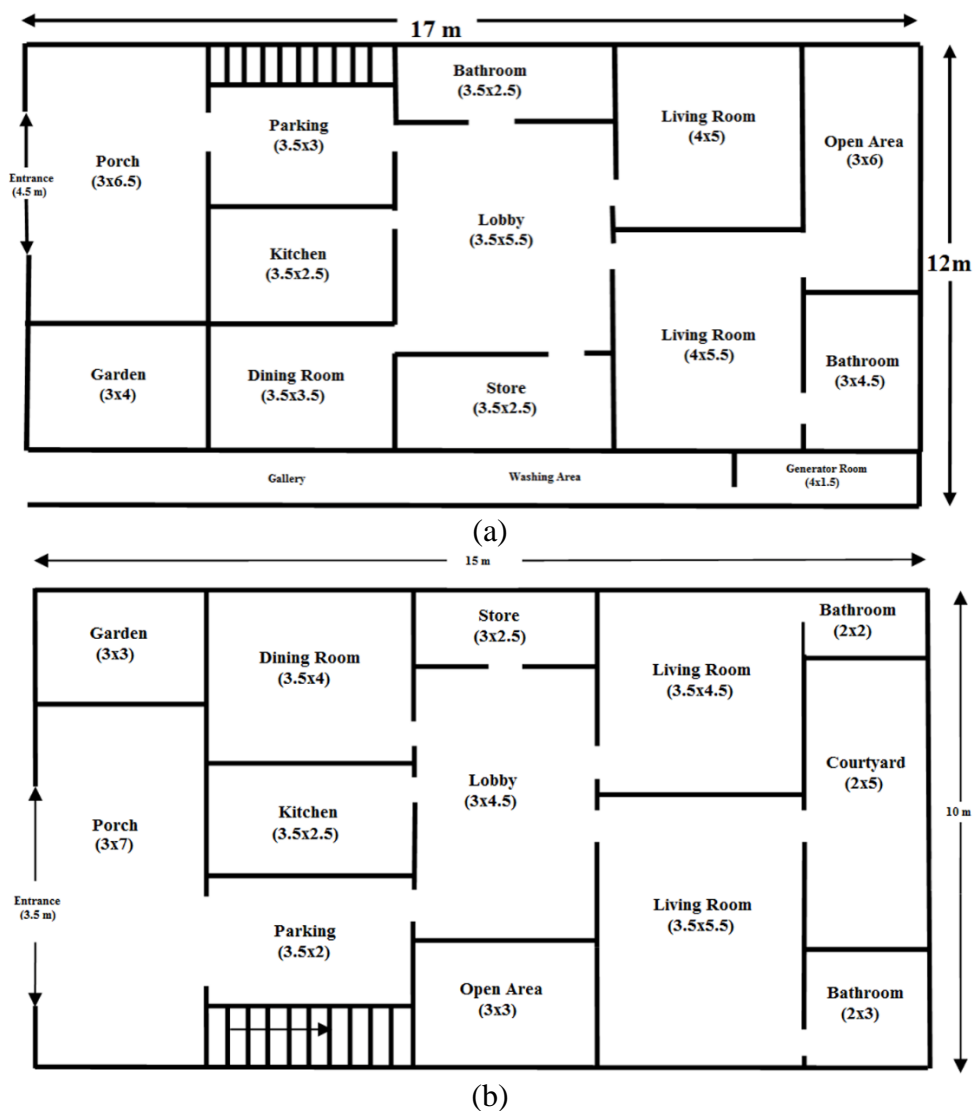 17 m
Bathroom
(3.5x2.5)
Living Room
(4x5)
Parking
(3.5x3)
Open Area
(3x6)
Porch
(3x6.5)
Entrance
(4.5 m)
Lobby
(3.5x5.5)
Kitchen
(3.5x2.5)
12m
Living Room
(4x5.5)
Garden
(3x4)
Dining Room
(3.5x3.5)
Store
(3.5x2.5)
Bathroom
(3x4.5)
Gallery
Washing Area
Generator Room
(4x1.5)
(a)
15 m
Garden
(3x3)
Dining Room
(3.5x4)
Store
(3x2.5)
Living Room
(3.5x4.5)
Bathroom
(2x2)
Porch
(3x7)
Kitchen
(3.5x2.5)
Lobby
(3x4.5)
Courtyard
(2x5)
10 m
Entrance
(3.5 m)
Parking
(3.5x2)
Living Room
(3.5x5.5)
Open Area
(3x3)
Bathroom
(2x3)
(b)